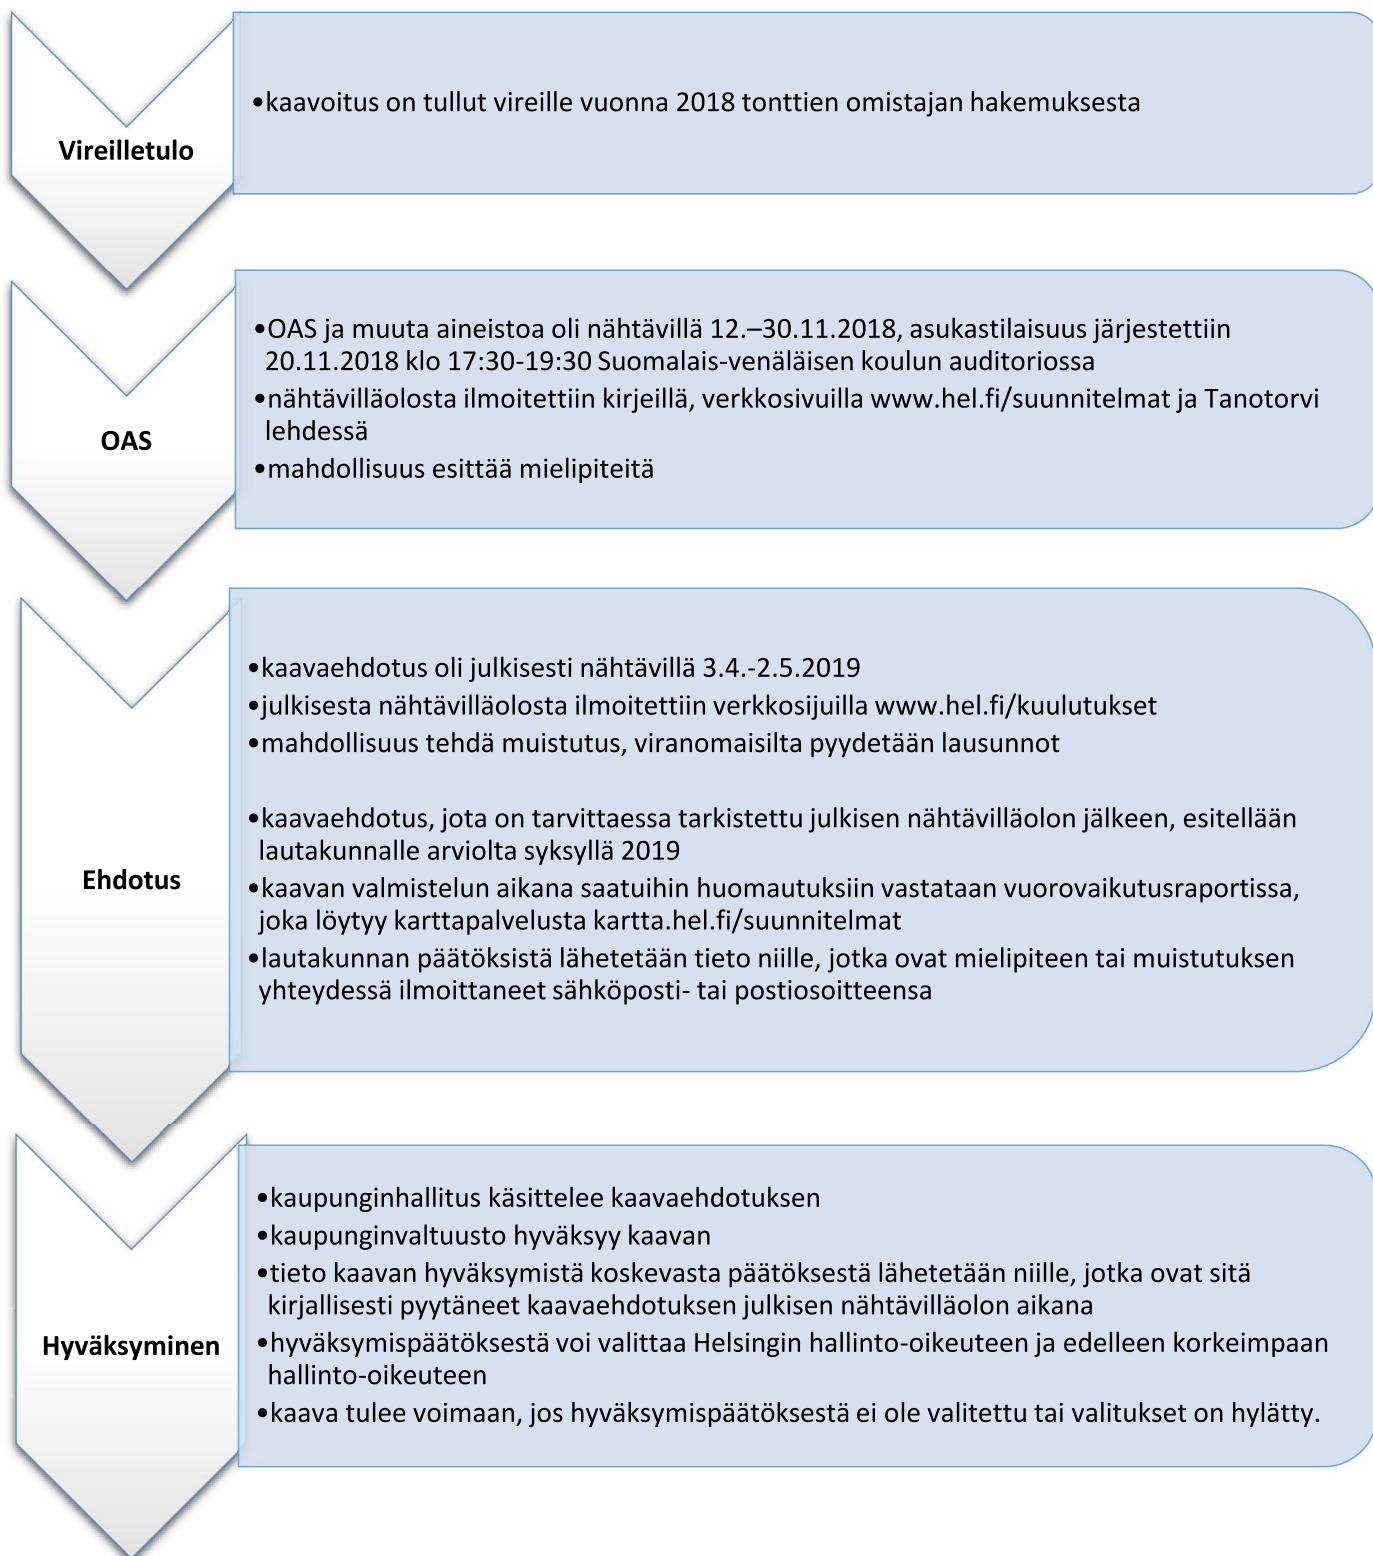 Vireilletulo
•kaavoitus on tullut vireille vuonna 2018 tonttien omistajan hakemuksesta
OAS
•OAS ja muuta aineistoa oli nähtävillä 12.–30.11.2018, asukastilaisuus järjestettiin
20.11.2018 klo 17:30-19:30 Suomalais-venäläisen koulun auditoriossa
•nähtävilläolosta ilmoitettiin kirjeillä, verkkosivuilla www.hel.fi/suunnitelmat ja Tanotorvi
lehdessä
•mahdollisuus esittää mielipiteitä
Ehdotus
•kaavaehdotus oli julkisesti nähtävillä 3.4.-2.5.2019
•julkisesta nähtävilläolosta ilmoitettiin verkkosijuilla www.hel.fi/kuulutukset
•mahdollisuus tehdä muistutus, viranomaisilta pyydetään lausunnot
•kaavaehdotus, jota on tarvittaessa tarkistettu julkisen nähtävilläolon jälkeen, esitellään
lautakunnalle arviolta syksyllä 2019
•kaavan valmistelun aikana saatuihin huomautuksiin vastataan vuorovaikutusraportissa,
joka löytyy karttapalvelusta kartta.hel.fi/suunnitelmat
•lautakunnan päätöksistä lähetetään tieto niille, jotka ovat mielipiteen tai muistutuksen
yhteydessä ilmoittaneet sähköposti- tai postiosoitteensa
Hyväksyminen
•kaupunginhallitus käsittelee kaavaehdotuksen
•kaupunginvaltuusto hyväksyy kaavan
•tieto kaavan hyväksymistä koskevasta päätöksestä lähetetään niille, jotka ovat sitä
kirjallisesti pyytäneet kaavaehdotuksen julkisen nähtävilläolon aikana
•hyväksymispäätöksestä voi valittaa Helsingin hallinto-oikeuteen ja edelleen korkeimpaan
hallinto-oikeuteen
•kaava tulee voimaan, jos hyväksymispäätöksestä ei ole valitettu tai valitukset on hylätty.